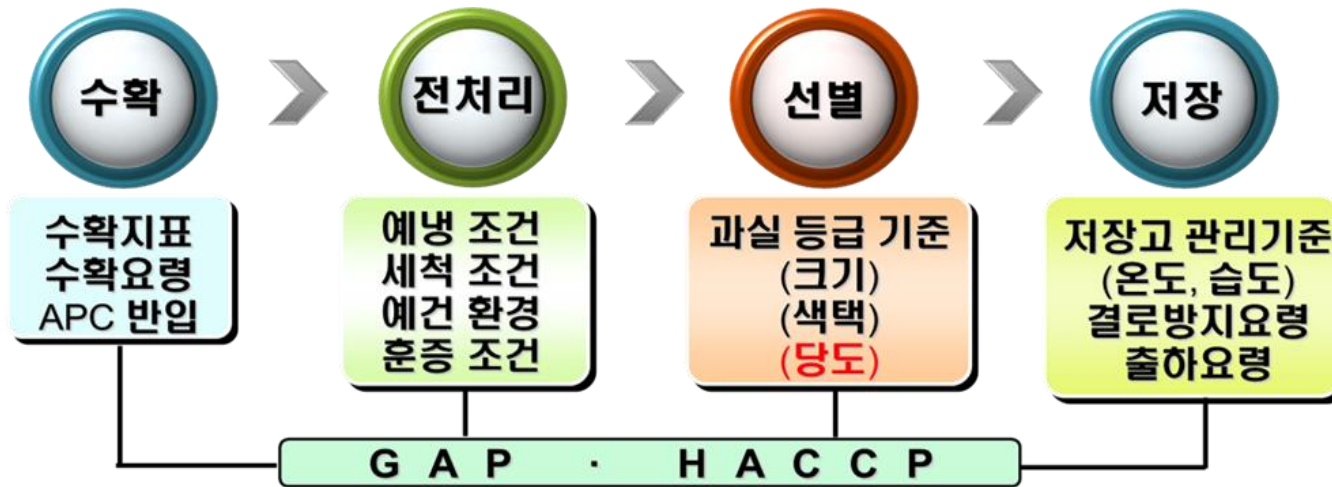 수확
전처리
선별
저장
수확지표
수확요령
APC 반입
예냉 조건
세척 조건
예건 환경
훈증 조건
과실 등급 기준
(크기)
(색택)
(당도)
저장고 관리기준
(온도, 습도)
결로방지요령
출하요령
G A P · H A C C P